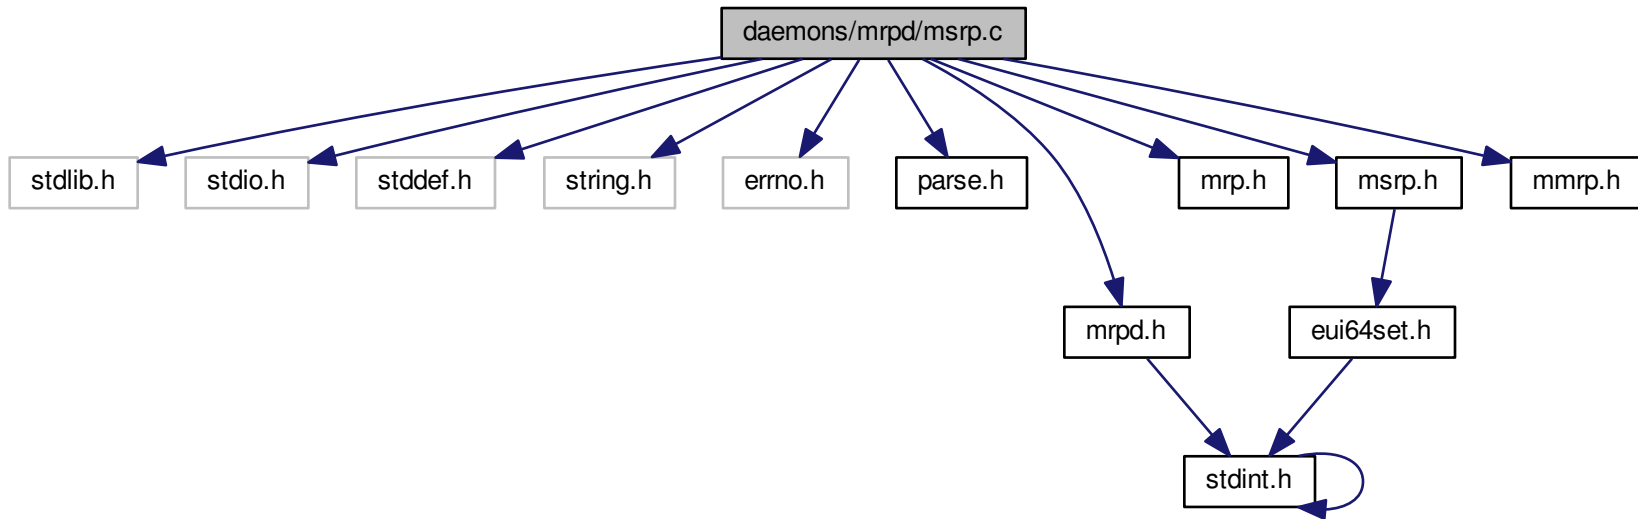 daemons/mrpd/msrp.c
stdlib.h
stdio.h
stddef.h
string.h
errno.h
parse.h
mrp.h
msrp.h
mmrp.h
mrpd.h
eui64set.h
stdint.h